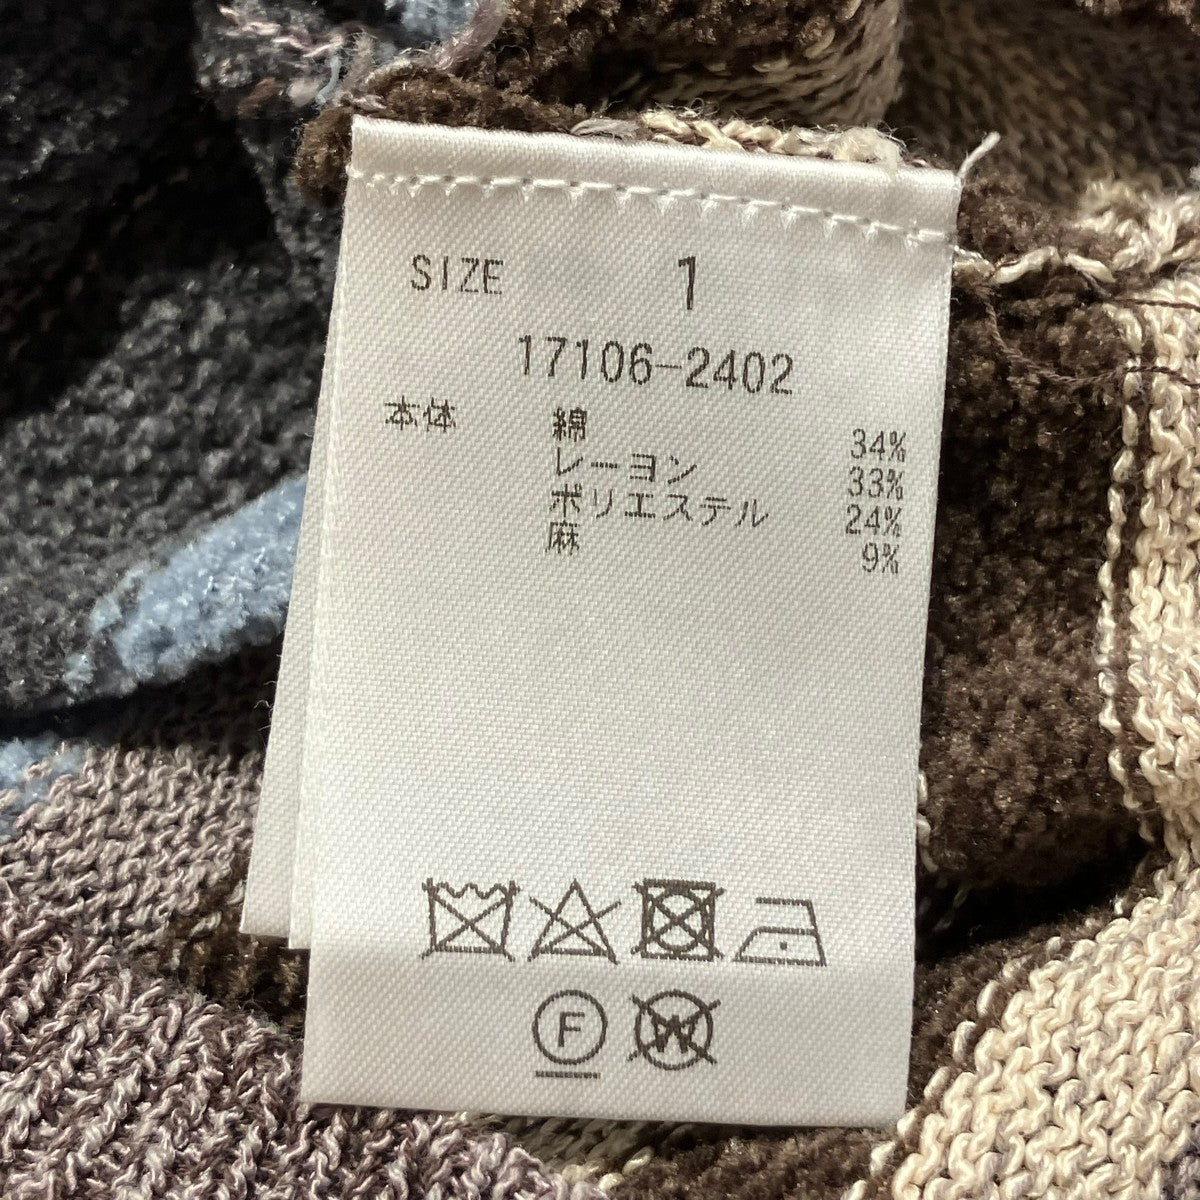 SIZE 1
17106-2402
本体 綿 34%
レーヨン 33%
ポリエステル 24%
麻 9%
F W